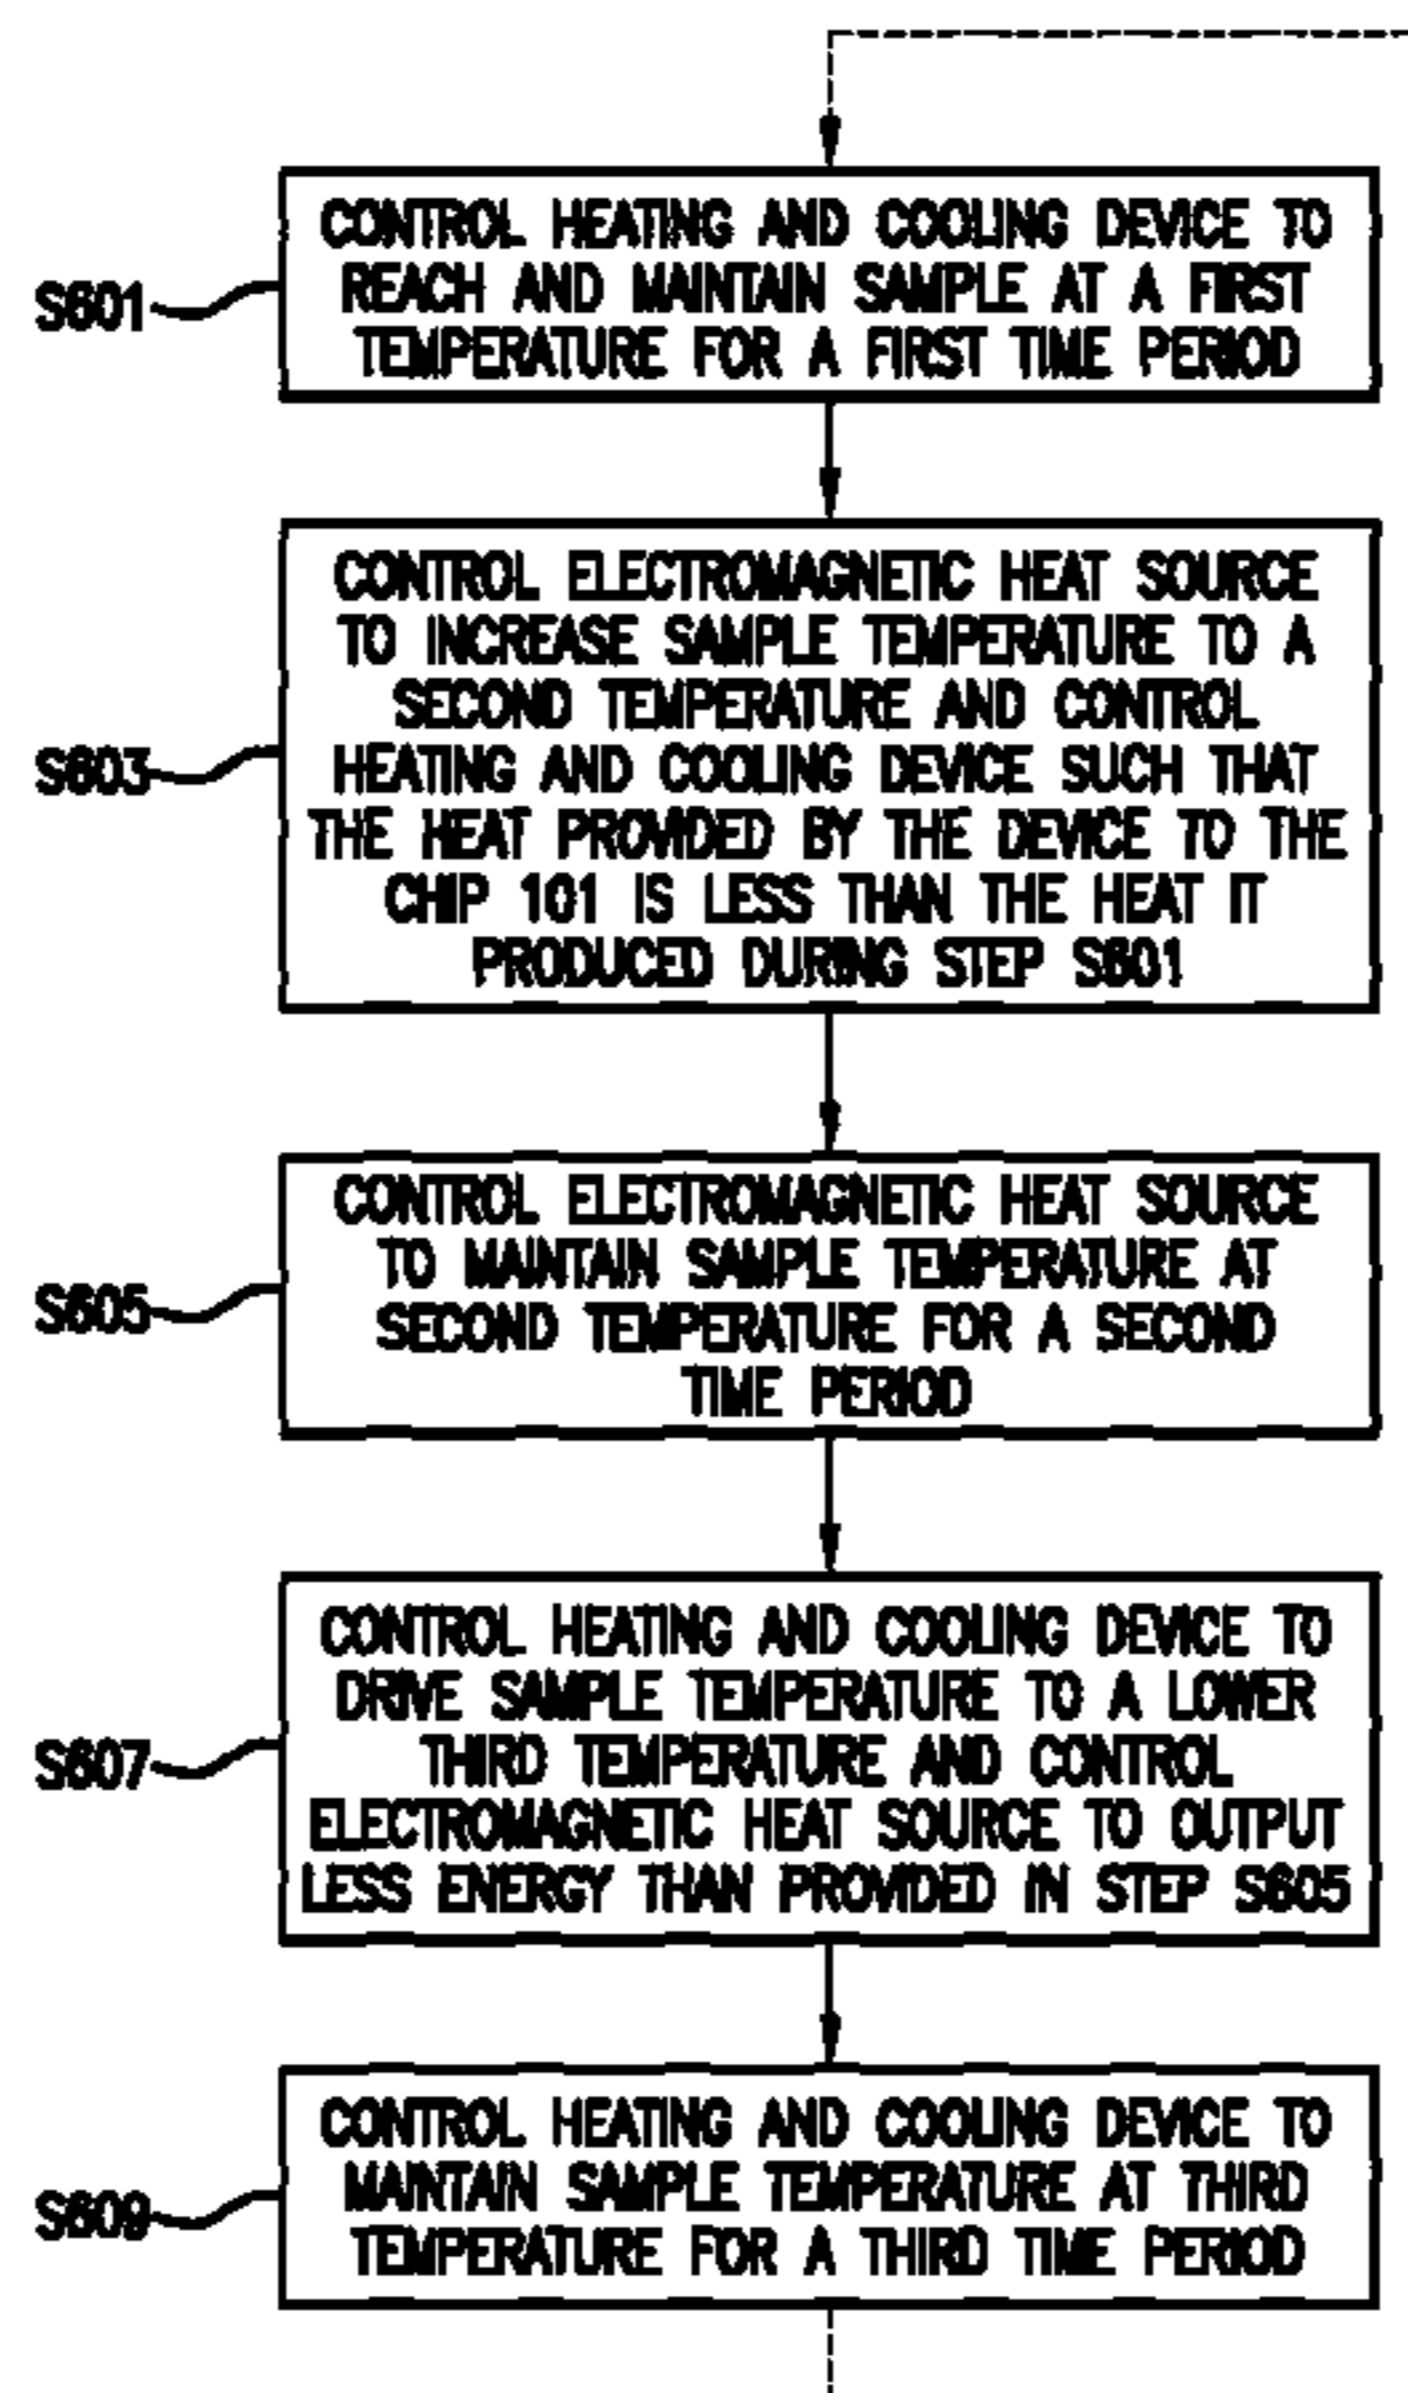 CONTROL HEATING AND COOLING DEVICE TO
REACH AND MAINTAIN SAMPLE AT A FIRST
TEMPERATURE FOR A FIRST TIME PERIOD
S601
CONTROL ELECTROMAGNETIC HEAT SOURCE
TO INCREASE SAMPLE TEMPERATURE TO A
SECOND TEMPERATURE AND CONTROL
HEATING AND COOLING DEVICE SUCH THAT
THE HEAT PROVIDED BY THE DEVICE TO THE
CHIP 101 IS LESS THAN THE HEAT IT
PRODUCED DURING STEP S601
S603
CONTROL ELECTROMAGNETIC HEAT SOURCE
TO MAINTAIN SAMPLE TEMPERATURE AT
SECOND TEMPERATURE FOR A SECOND
TIME PERIOD
S605
CONTROL HEATING AND COOLING DEVICE TO
DRIVE SAMPLE TEMPERATURE TO A LOWER
THIRD TEMPERATURE AND CONTROL
ELECTROMAGNETIC HEAT SOURCE TO OUTPUT
LESS ENERGY THAN PROVIDED IN STEP S605
S607
CONTROL HEATING AND COOLING DEVICE TO
MAINTAIN SAMPLE TEMPERATURE AT THIRD
TEMPERATURE FOR A THIRD TIME PERIOD
S609